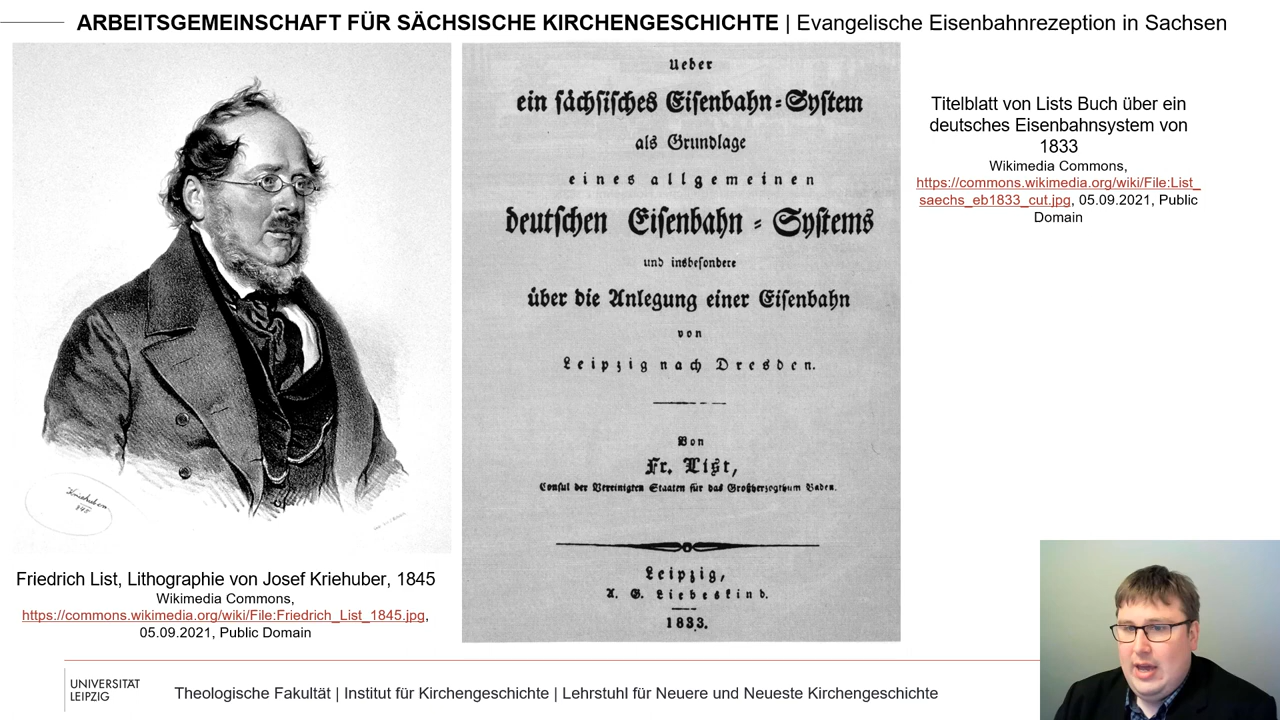 ARBEITSGEMEINSCHAFT FÜR SÄCHSISCHE KIRCHENGESCHICHTE | Evangelische Eisenbahnrezeption in Sachsen
Kriehuber
Friedrich List, Lithographie von Josef Kriehuber, 1845
Wikimedia Commons,
https://commons.wikimedia.org/wiki/File:Friedrich_List_1845.jpg,
05.09.2021, Public Domain
Ueber
ein ſächſiſches Eiſenbahn-Syſtem
als Grundlage
eines allgemeinen
deutſchen Eiſenbahn-Syſtems
und insbeſondere
über die Anlegung einer Eiſenbahn
von
Leipzig nach Dresden.
Von
Fr. Liſt,
Conſul der Vereinigten Staaten für das Großherzogthum Baden.
Leipzig,
A. G. Liebeskind.
1833.
Titelblatt von Lists Buch über ein
deutsches Eisenbahnsystem von
1833
Wikimedia Commons,
https://commons.wikimedia.org/wiki/File:List_
saechs_eb1833_cut.jpg, 05.09.2021, Public
Domain
UNIVERSITÄT
LEIPZIG
Theologische Fakultät | Institut für Kirchengeschichte | Lehrstuhl für Neuere und Neueste Kirchengeschichte